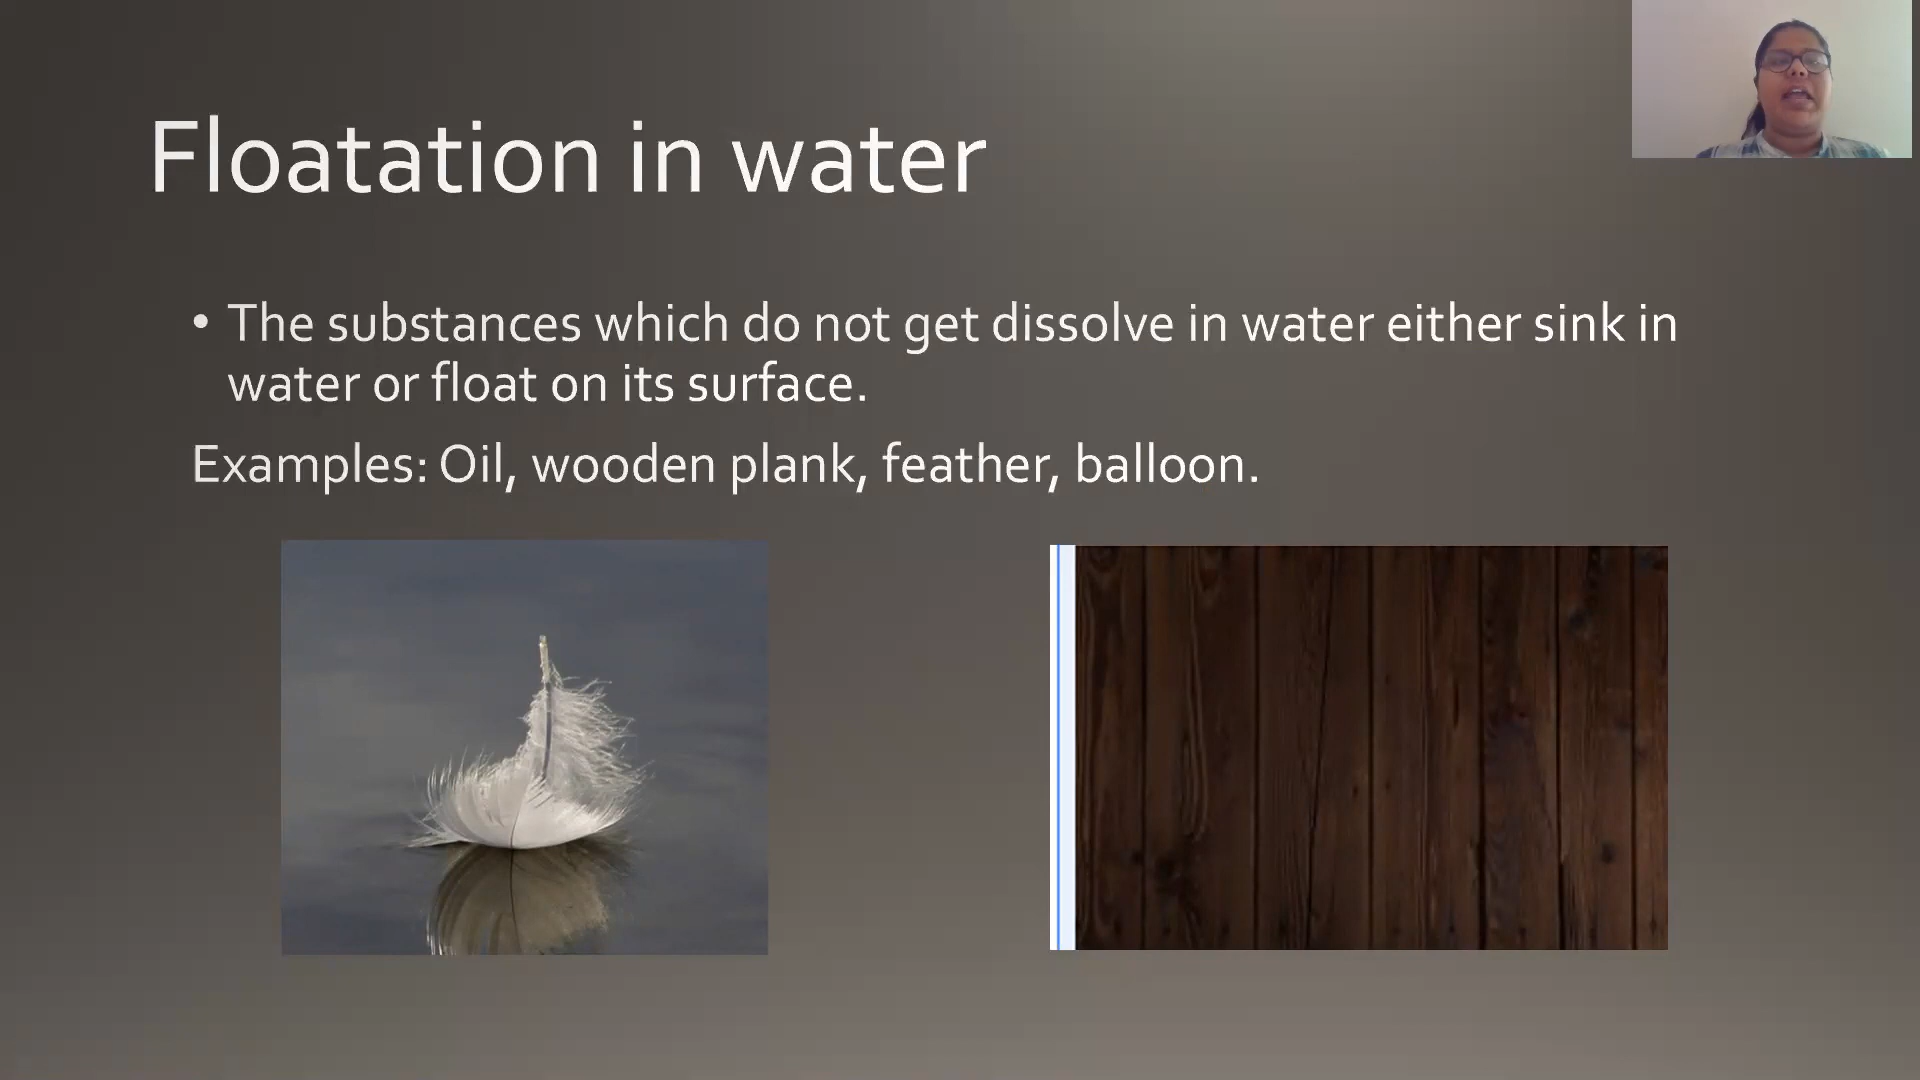 Floatation in water
• The substances which do not get dissolve in water either sink in
water or float on its surface.
Examples: Oil, wooden plank, feather, balloon.